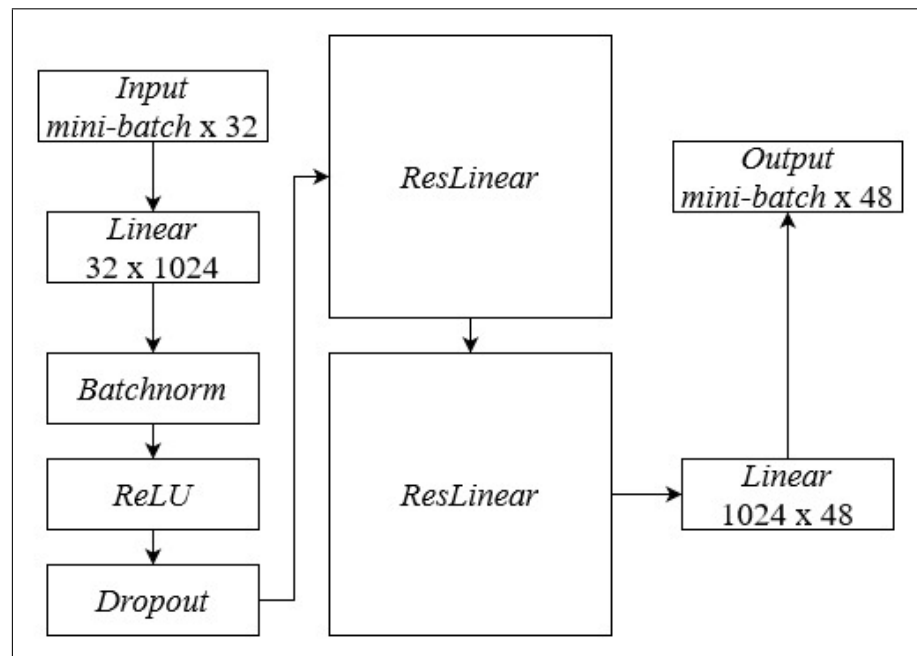 Input
mini-batch x 32
Linear
32 x 1024
Batchnorm
ReLU
Dropout
ResLinear
ResLinear
Linear
1024 x 48
Output
mini-batch x 48